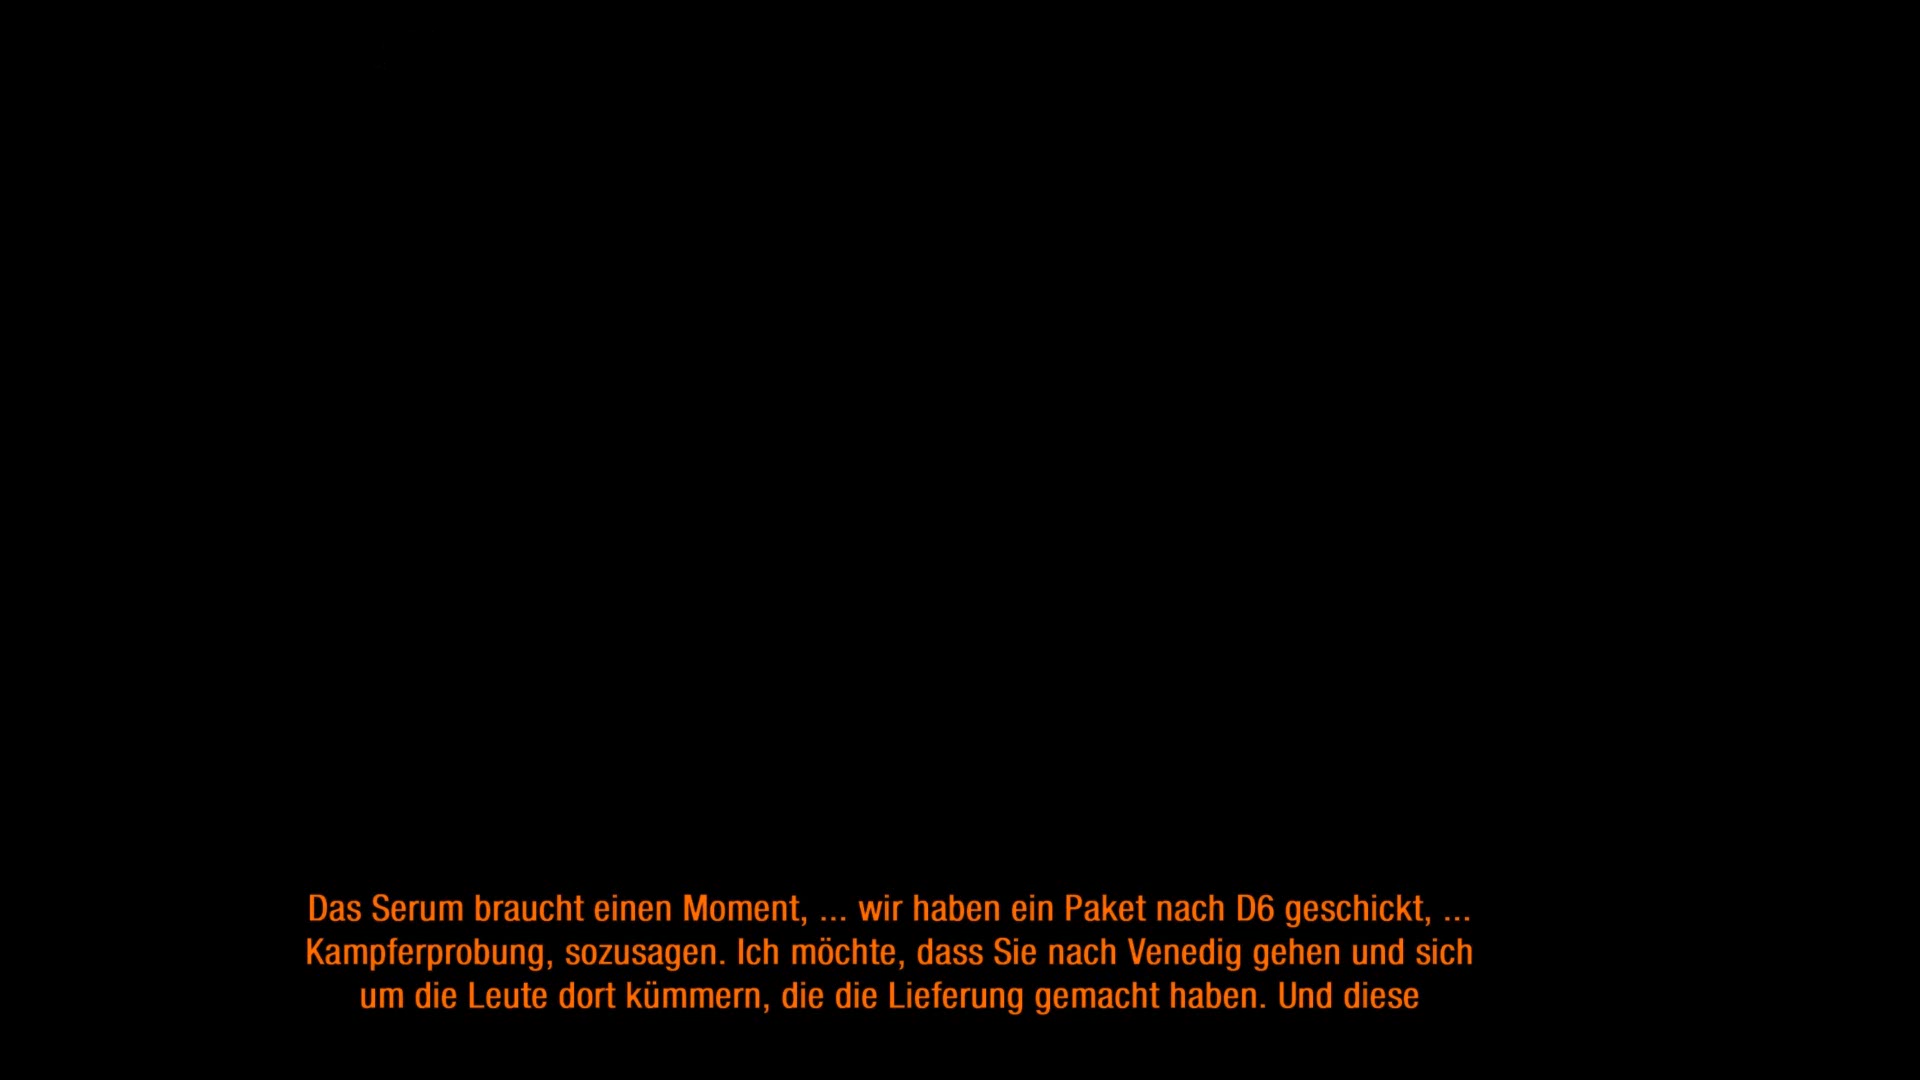 Das Serum braucht einen Moment, ... wir haben ein Paket nach D6 geschickt, ...
Kampferprobung, sozusagen. Ich möchte, dass Sie nach Venedig gehen und sich
um die Leute dort kümmern, die die Lieferung gemacht haben. Und diese